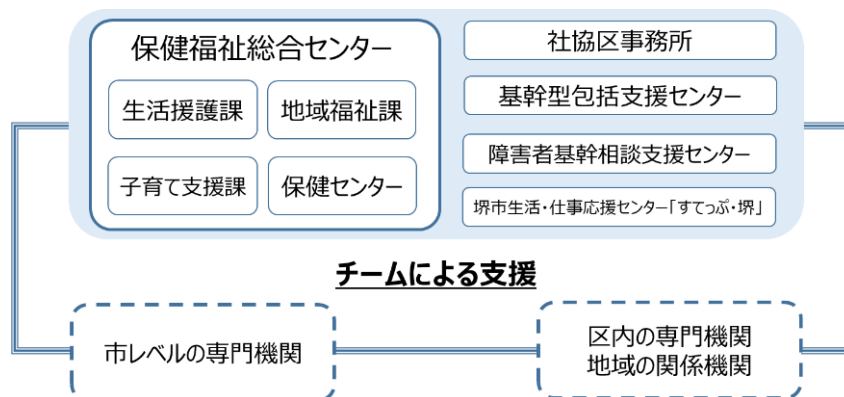 保健福祉総合センター
生活援護課
地域福祉課
子育て支援課
保健センター
社協区事務所
基幹型包括支援センター
障害者基幹相談支援センター
堺市生活・仕事応援センター「すてっぷ・堺」
チームによる支援
市レベルの専門機関
区内の専門機関
地域の関係機関